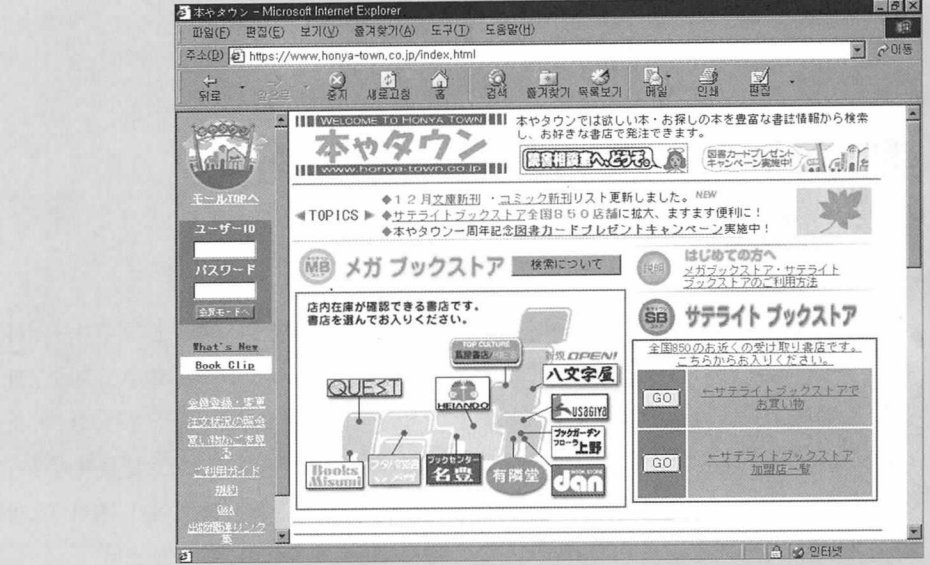 本やタウン - Microsoft Internet Explorer
파일(F) 편집(E) 보기(V) 즐겨찾기(A) 도구(T) 도움말(H)
주소(D) https://www.honya-town.co.jp/index.html 이동
뒤로 앞으로 중지 새로고침 홈 검색 즐겨찾기 목록보기 메일 인쇄 편집
モールTOPへ
ユーザーID
パスワード
会員モードへ
What's New
Book Clip
会員登録・変更
注文状況の照会
買い物かごを見
る
ご利用ガイド
規約
Q&A
出版関連リンク
集
WELCOME TO HONYA TOWN
本やタウン
www.honya-town.co.jp
本やタウンでは欲しい本・お探しの本を豊富な書誌情報から検索
し、お好きな書店で発注できます。
読書相談室へ、どうぞ。
図書カードプレゼント
キャンペーン実施中!
◀TOPICS▶
◆12月文庫新刊 ・コミック新刊リスト更新しました。NEW
◆サテライトブックストア全国850店舗に拡大、ますます便利に!
◆本やタウン一周年記念図書カードプレゼントキャンペーン実施中!
MB メガ ブックストア 検索について
店内在庫が確認できる書店です。
書店を選んでお入りください。
TOP CULTURE
蔦屋書店
新規OPEN!
八文字屋
QUEST
HEIANDO
USAGIYA
ブックガーデン
フローラ上野
Books
Misumi
ブックセンター
名豊
有隣堂
BOOK STORE
dan
説明
はじめての方へ
メガブックストア・サテライト
ブックストアのご利用方法
SB サテライト ブックストア
全国850のお近くの受け取り書店です。
こちらからお入りください。
GO ←サテライトブックストアで
お買い物
GO ←サテライトブックストア
加盟店一覧
인터넷